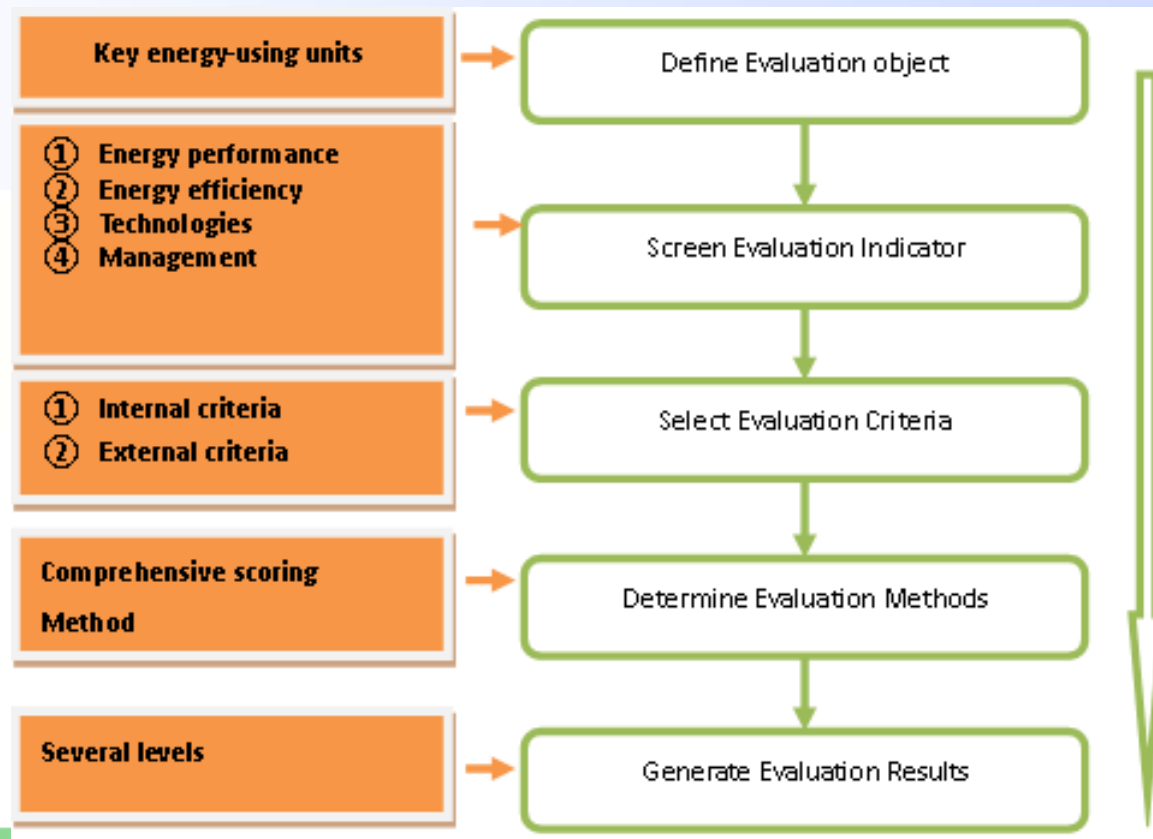 Key energy-using units
Define Evaluation object
① Energy performance
② Energy efficiency
③ Technologies
④ Management
Screen Evaluation Indicator
① Internal criteria
② External criteria
Select Evaluation Criteria
Comprehensive scoring
Method
Determine Evaluation Methods
Several levels
Generate Evaluation Results